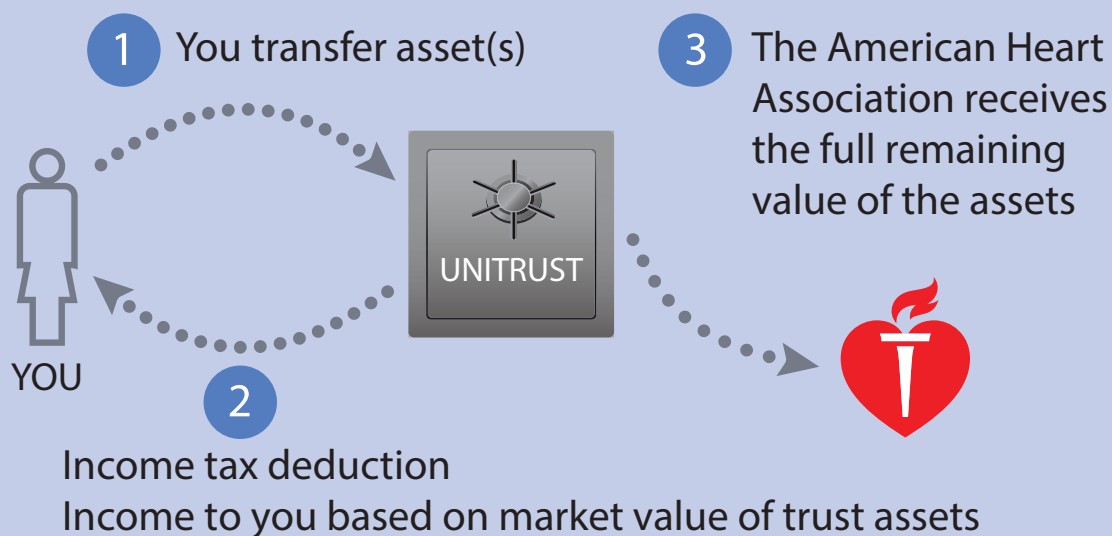 1 You transfer asset(s)
3 The American Heart
Association receives
the full remaining
value of the assets
UNITRUST
YOU
2
Income tax deduction
Income to you based on market value of trust assets